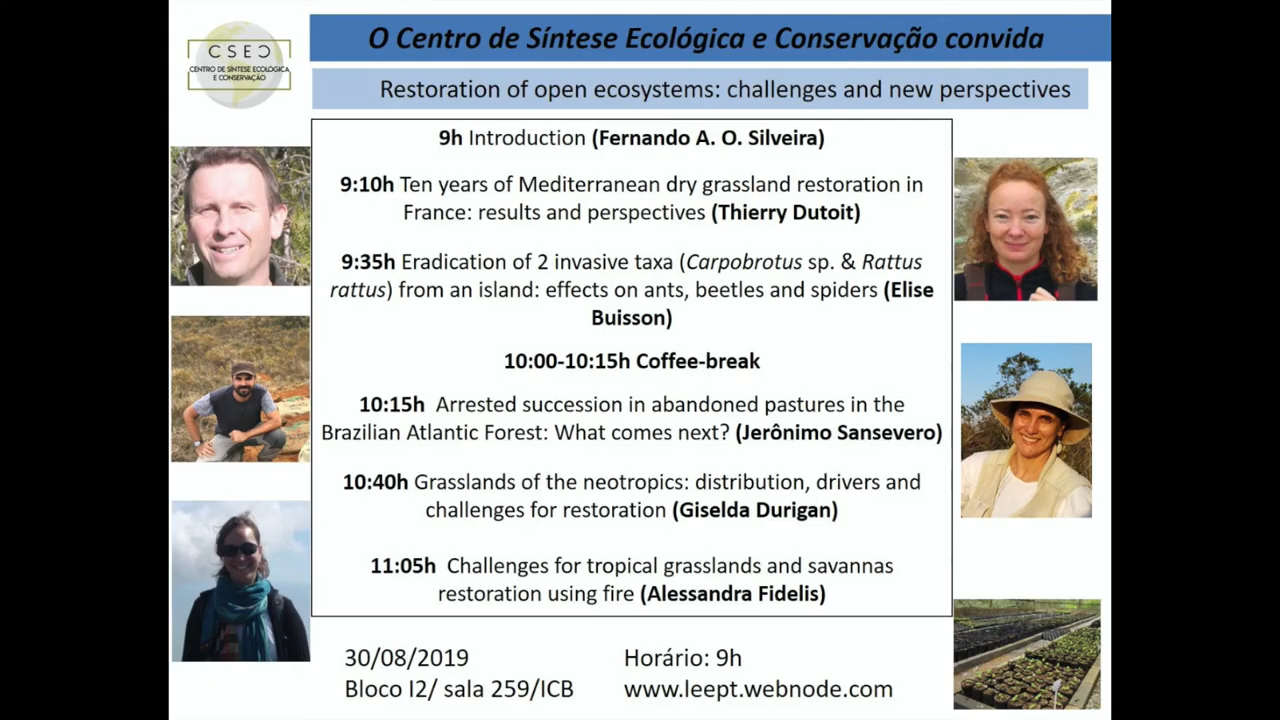 CSEC
CENTRO DE SÍNTESE ECOLÓGICA
E CONSERVAÇÃO
O Centro de Síntese Ecológica e Conservação convida
Restoration of open ecosystems: challenges and new perspectives
9h Introduction (Fernando A. O. Silveira)
9:10h Ten years of Mediterranean dry grassland restoration in
France: results and perspectives (Thierry Dutoit)
9:35h Eradication of 2 invasive taxa (Carpobrotus sp. & Rattus
rattus) from an island: effects on ants, beetles and spiders (Elise
Buisson)
10:00-10:15h Coffee-break
10:15h Arrested succession in abandoned pastures in the
Brazilian Atlantic Forest: What comes next? (Jerônimo Sansevero)
10:40h Grasslands of the neotropics: distribution, drivers and
challenges for restoration (Giselda Durigan)
11:05h Challenges for tropical grasslands and savannas
restoration using fire (Alessandra Fidelis)
30/08/2019
Horário: 9h
Bloco I2/ sala 259/ICB
www.leept.webnode.com